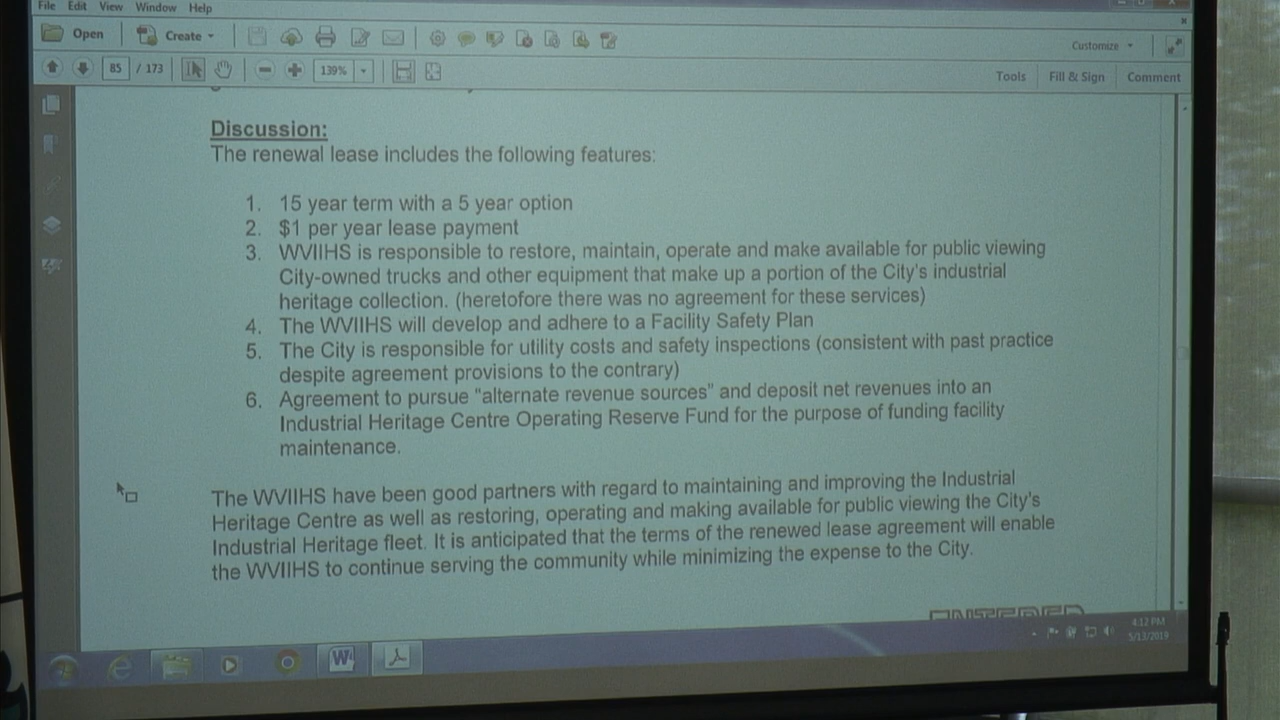 File Edit View Window Help
Open Create Customize
85 / 173 139% Tools Fill & Sign Comment
Discussion:
The renewal lease includes the following features:
1. 15 year term with a 5 year option
2. $1 per year lease payment
3. WVIIHS is responsible to restore, maintain, operate and make available for public viewing
City-owned trucks and other equipment that make up a portion of the City's industrial
heritage collection. (heretofore there was no agreement for these services)
4. The WVIIHS will develop and adhere to a Facility Safety Plan
5. The City is responsible for utility costs and safety inspections (consistent with past practice
despite agreement provisions to the contrary)
6. Agreement to pursue "alternate revenue sources" and deposit net revenues into an
Industrial Heritage Centre Operating Reserve Fund for the purpose of funding facility
maintenance.
The WVIIHS have been good partners with regard to maintaining and improving the Industrial
Heritage Centre as well as restoring, operating and making available for public viewing the City's
Industrial Heritage fleet. It is anticipated that the terms of the renewed lease agreement will enable
the WVIIHS to continue serving the community while minimizing the expense to the City.
ENTERED
4:12 PM
5/13/2019